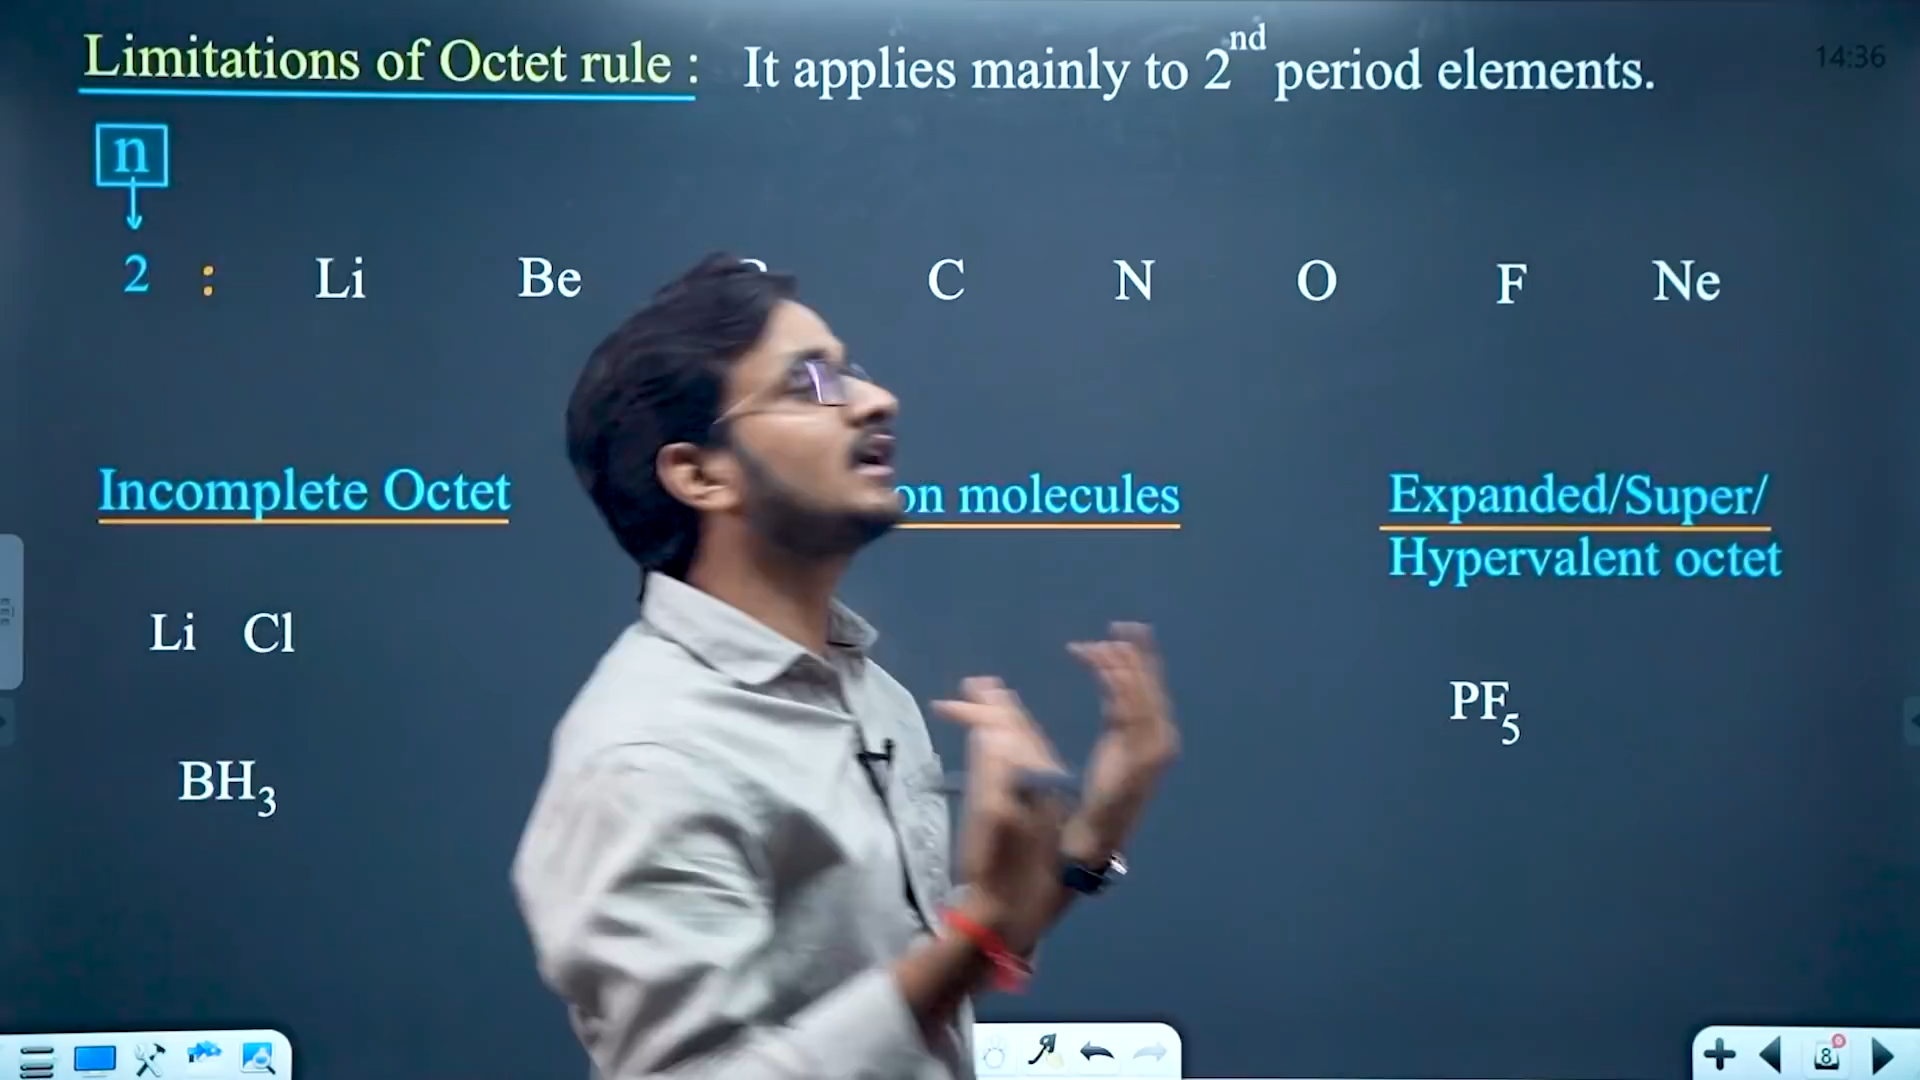 Limitations of Octet rule : It applies mainly to 2nd period elements.
14:36
n
2 : Li Be C N O F Ne
Incomplete Octet
on molecules
Expanded/Super/
Hypervalent octet
Li Cl
PF5
BH3
8